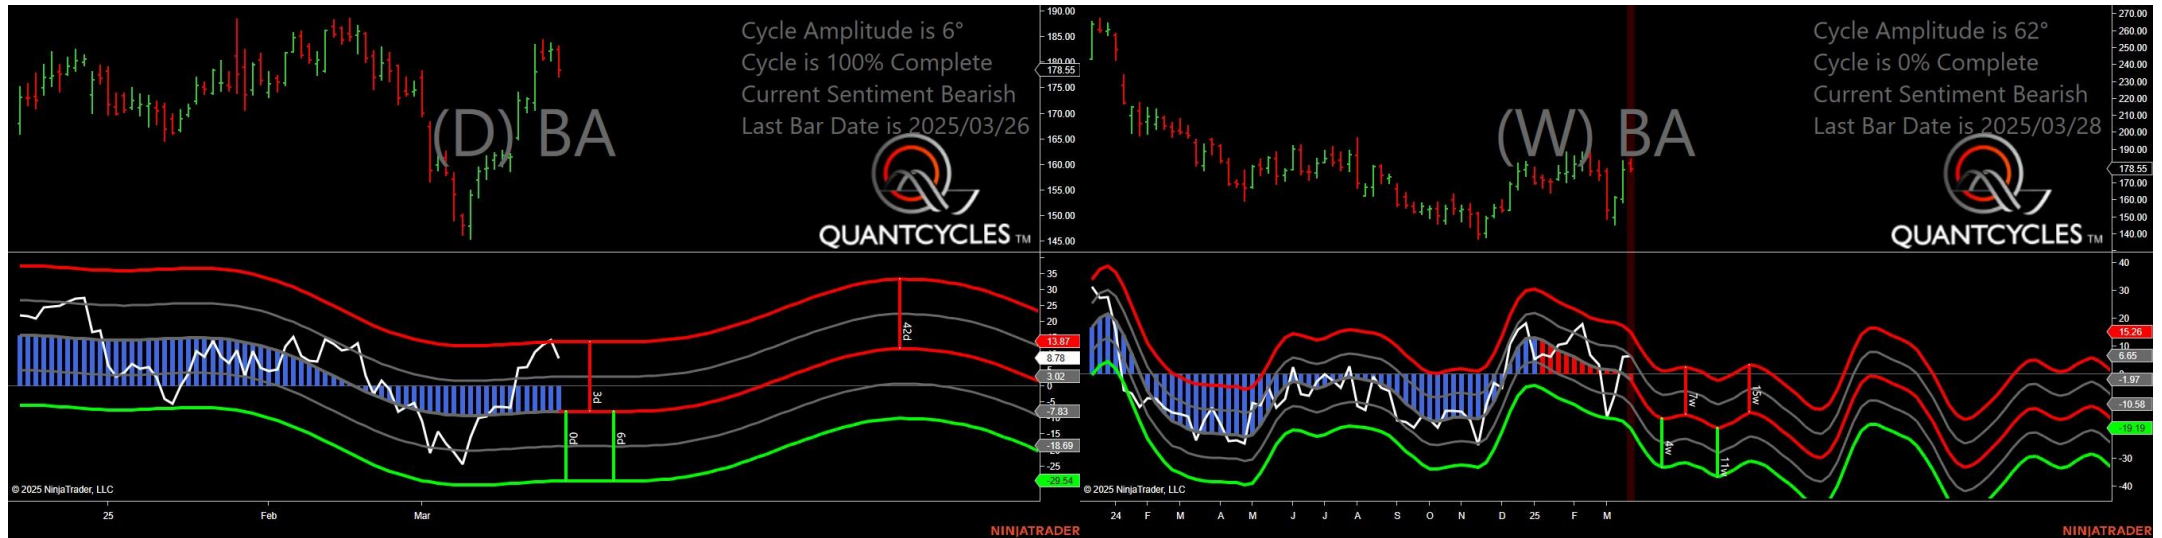 190.00
185.00
180.00
178.55
175.00
170.00
165.00
160.00
155.00
150.00
145.00
Cycle Amplitude is 6°
Cycle is 100% Complete
Current Sentiment Bearish
Last Bar Date is 2025/03/26
(D) BA
QUANTCYCLES TM
35
30
25
20
13.87
8.78
3.02
0
-5
-7.83
-15
-18.69
-25
-29.54
42d
3d
0d
6d
© 2025 NinjaTrader, LLC
25
Feb
Mar
NINJATRADER
270.00
260.00
250.00
240.00
230.00
220.00
210.00
200.00
190.00
178.55
170.00
160.00
150.00
140.00
Cycle Amplitude is 62°
Cycle is 0% Complete
Current Sentiment Bearish
Last Bar Date is 2025/03/28
(W) BA
QUANTCYCLES TM
40
30
20
15.26
10
6.65
-1.97
-10.58
-19.19
-30
-40
7w
15w
4w
11w
© 2025 NinjaTrader, LLC
24 F M A M J J A S O N D 25 F M
NINJATRADER